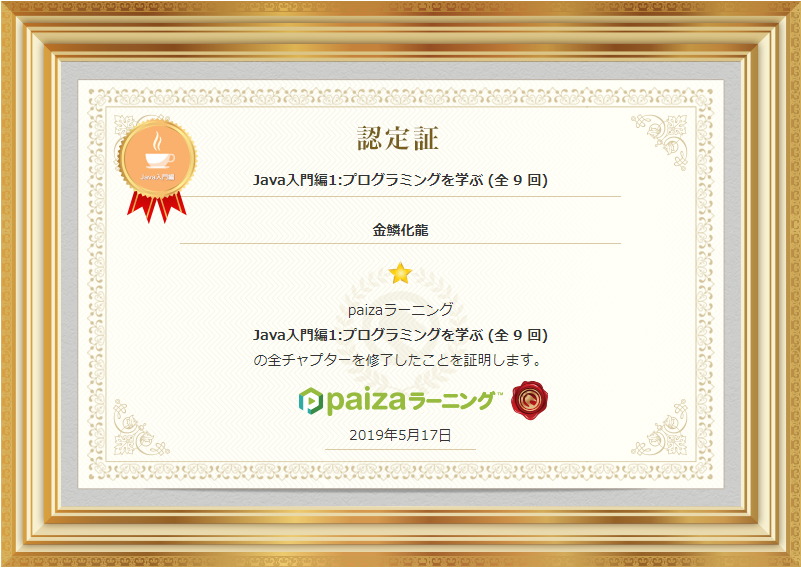 認定証
Java入門編
Java入門編1:プログラミングを学ぶ (全 9 回)
金鱗化龍
paizaラーニング
Java入門編1:プログラミングを学ぶ (全 9 回)
の全チャプターを修了したことを証明します。
paizaラーニング™
2019年5月17日